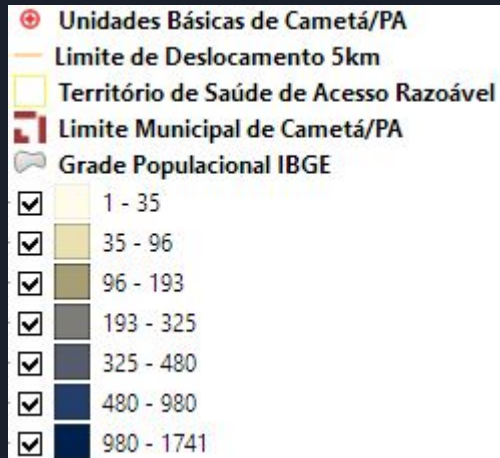 Unidades Básicas de Cametá/PA
Limite de Deslocamento 5km
Território de Saúde de Acesso Razoável
Limite Municipal de Cametá/PA
Grade Populacional IBGE
1 - 35
35 - 96
96 - 193
193 - 325
325 - 480
480 - 980
980 - 1741